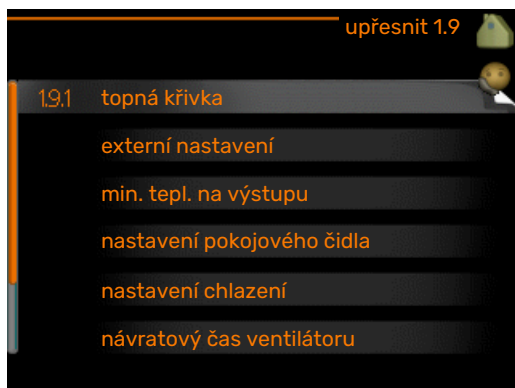 upřesnit 1.9
1.9.1 topná křivka
externí nastavení
min. tepl. na výstupu
nastavení pokojového čidla
nastavení chlazení
návratový čas ventilátoru